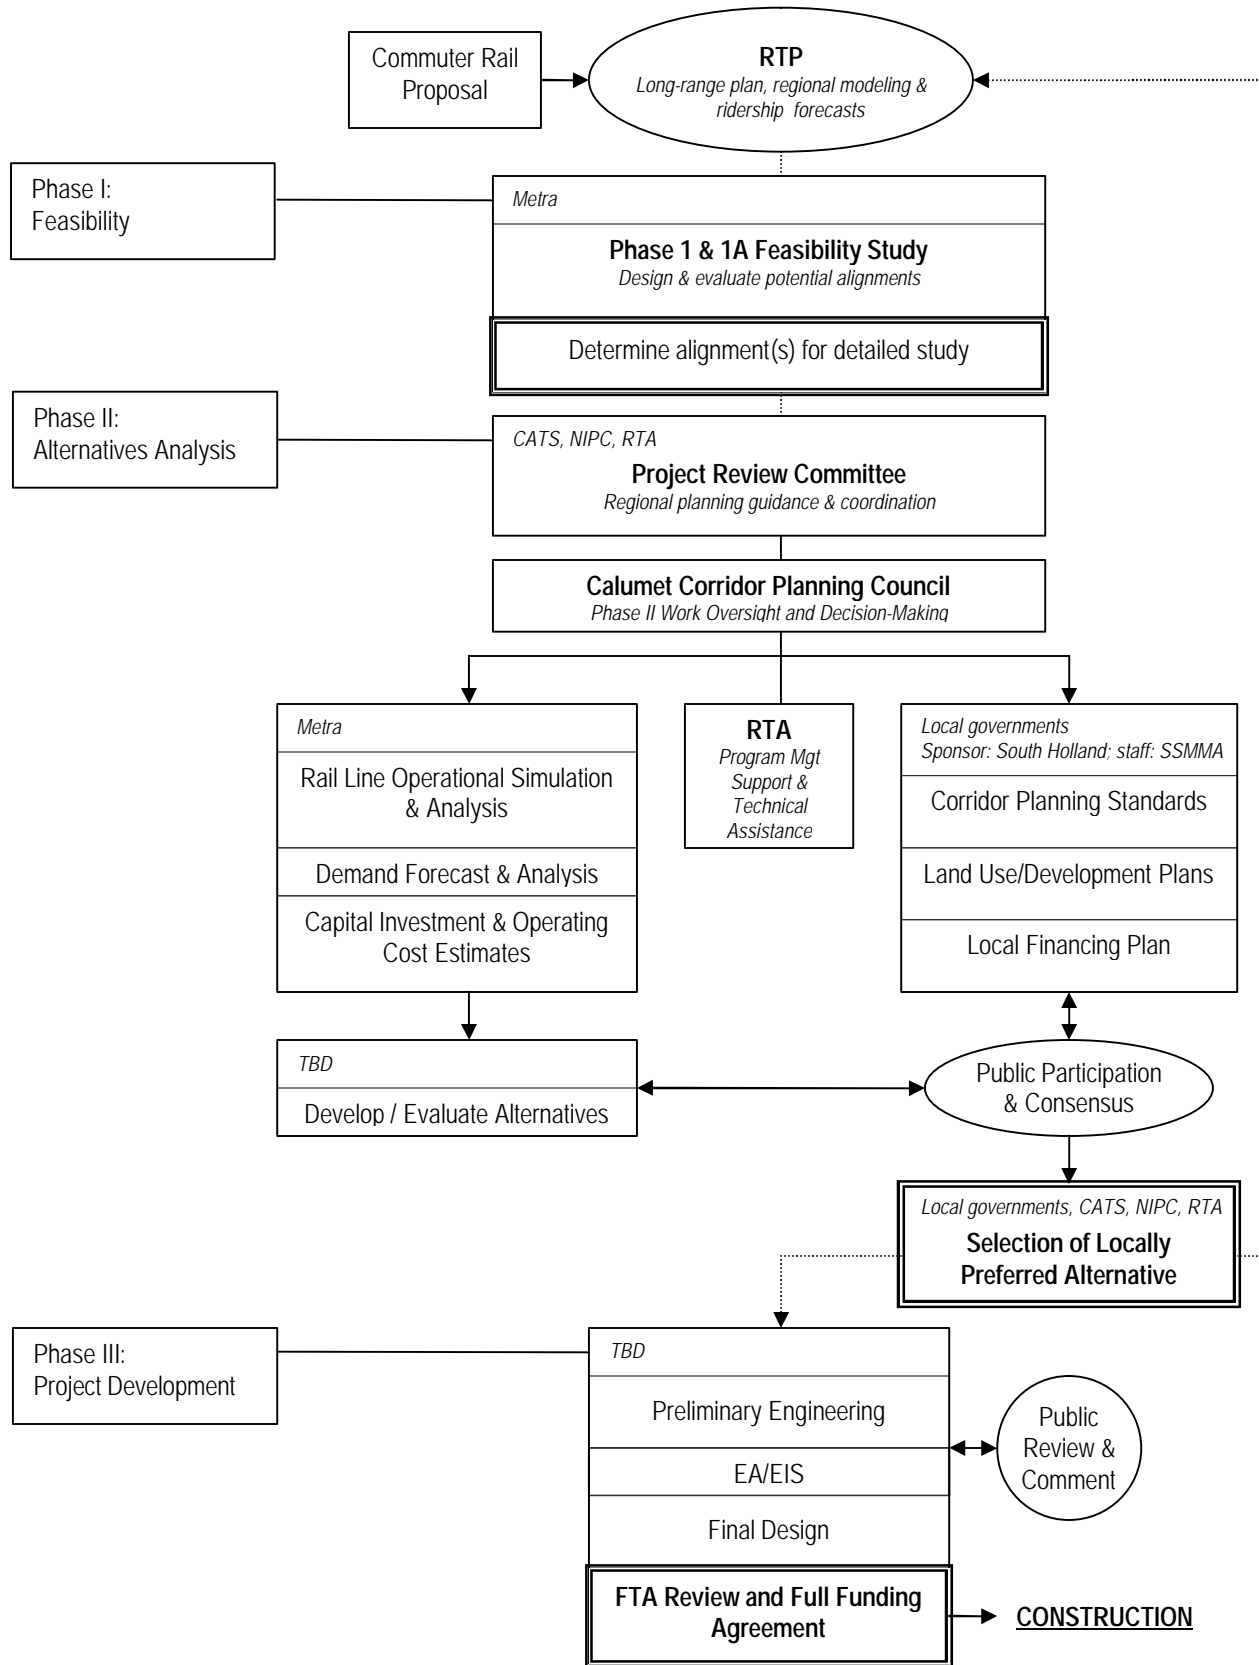 Commuter Rail
Proposal
RTP
Long-range plan, regional modeling &
ridership forecasts
Phase I:
Feasibility
Metra
Phase 1 & 1A Feasibility Study
Design & evaluate potential alignments
Determine alignment(s) for detailed study
Phase II:
Alternatives Analysis
CATS, NIPC, RTA
Project Review Committee
Regional planning guidance & coordination
Calumet Corridor Planning Council
Phase II Work Oversight and Decision-Making
Metra
Rail Line Operational Simulation
& Analysis
Demand Forecast & Analysis
Capital Investment & Operating
Cost Estimates
RTA
Program Mgt
Support &
Technical
Assistance
Local governments
Sponsor: South Holland; staff: SSMMA
Corridor Planning Standards
Land Use/Development Plans
Local Financing Plan
TBD
Develop / Evaluate Alternatives
Public Participation
& Consensus
Local governments, CATS, NIPC, RTA
Selection of Locally
Preferred Alternative
Phase III:
Project Development
TBD
Preliminary Engineering
EA/EIS
Final Design
Public
Review &
Comment
FTA Review and Full Funding
Agreement
CONSTRUCTION